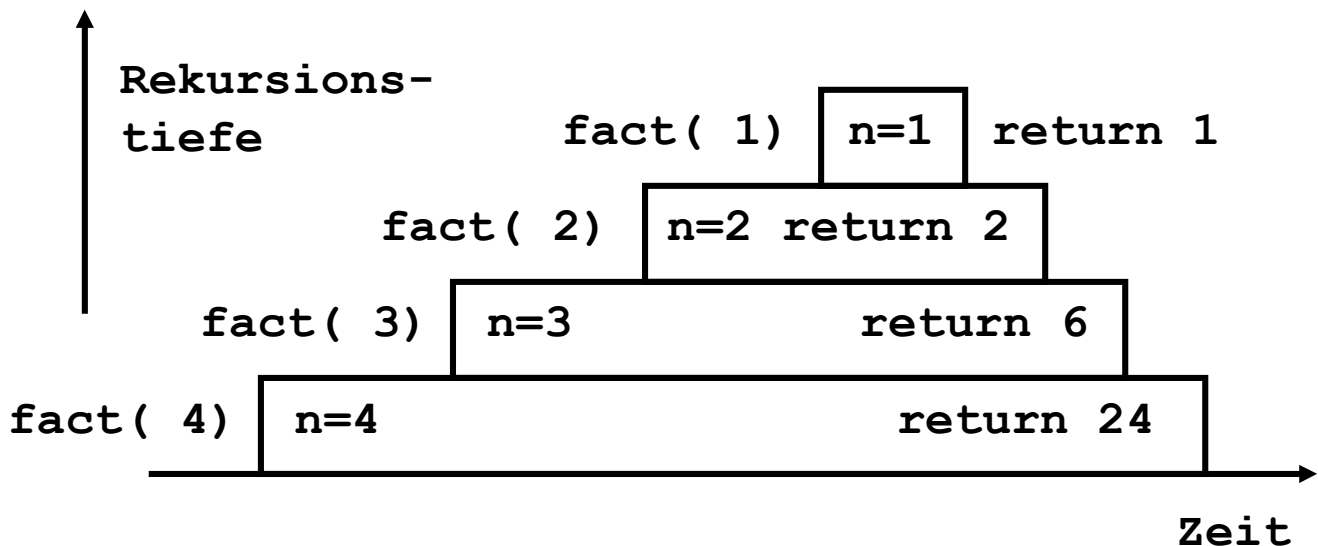 Rekursions-
tiefe
fact( 1) n=1 return 1
fact( 2) n=2 return 2
fact( 3) n=3 return 6
fact( 4) n=4 return 24
Zeit